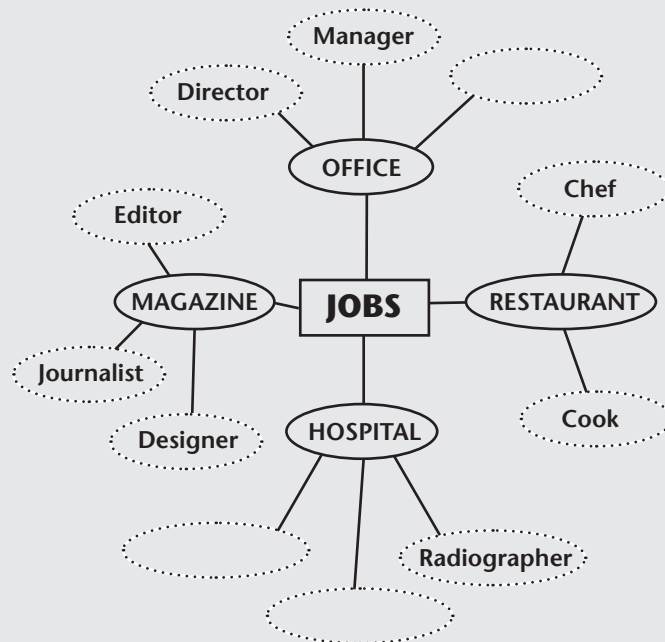 Manager
Director
OFFICE
Chef
Editor
MAGAZINE
JOBS
RESTAURANT
Journalist
Designer
HOSPITAL
Cook
Radiographer